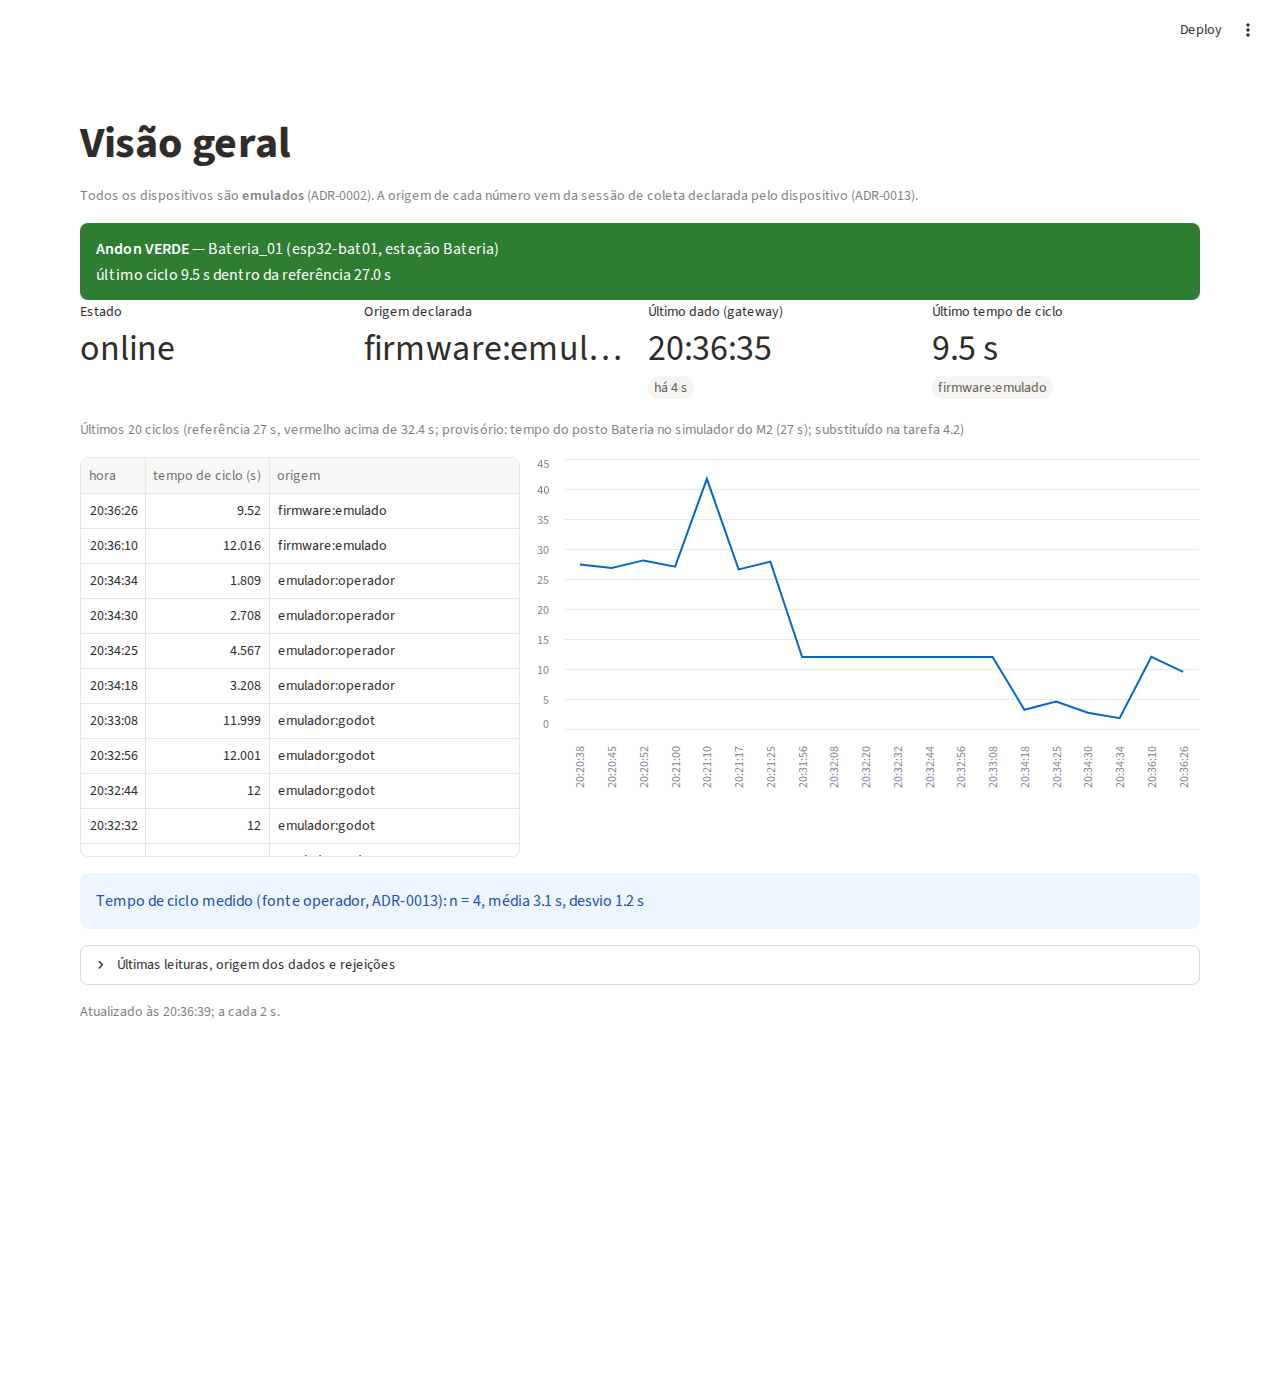 Deploy
Visão geral
Todos os dispositivos são emulados (ADR-0002). A origem de cada número vem da sessão de coleta declarada pelo dispositivo (ADR-0013).
Andon VERDE — Bateria_01 (esp32-bat01, estação Bateria)
último ciclo 9.5 s dentro da referência 27.0 s
Estado
online
Origem declarada
firmware:emul…
Último dado (gateway)
20:36:35
há 4 s
Último tempo de ciclo
9.5 s
firmware:emulado
Últimos 20 ciclos (referência 27 s, vermelho acima de 32.4 s; provisório: tempo do posto Bateria no simulador do M2 (27 s); substituído na tarefa 4.2)
hora tempo de ciclo (s) origem
20:36:26 9.52 firmware:emulado
20:36:10 12.016 firmware:emulado
20:34:34 1.809 emulador:operador
20:34:30 2.708 emulador:operador
20:34:25 4.567 emulador:operador
20:34:18 3.208 emulador:operador
20:33:08 11.999 emulador:godot
20:32:56 12.001 emulador:godot
20:32:44 12 emulador:godot
20:32:32 12 emulador:godot
45
40
35
30
25
20
15
10
5
0
20:20:38
20:20:45
20:20:52
20:21:00
20:21:10
20:21:17
20:21:25
20:31:56
20:32:08
20:32:20
20:32:32
20:32:44
20:32:56
20:33:08
20:34:18
20:34:25
20:34:30
20:34:34
20:36:10
20:36:26
Tempo de ciclo medido (fonte operador, ADR-0013): n = 4, média 3.1 s, desvio 1.2 s
Últimas leituras, origem dos dados e rejeições
Atualizado às 20:36:39; a cada 2 s.